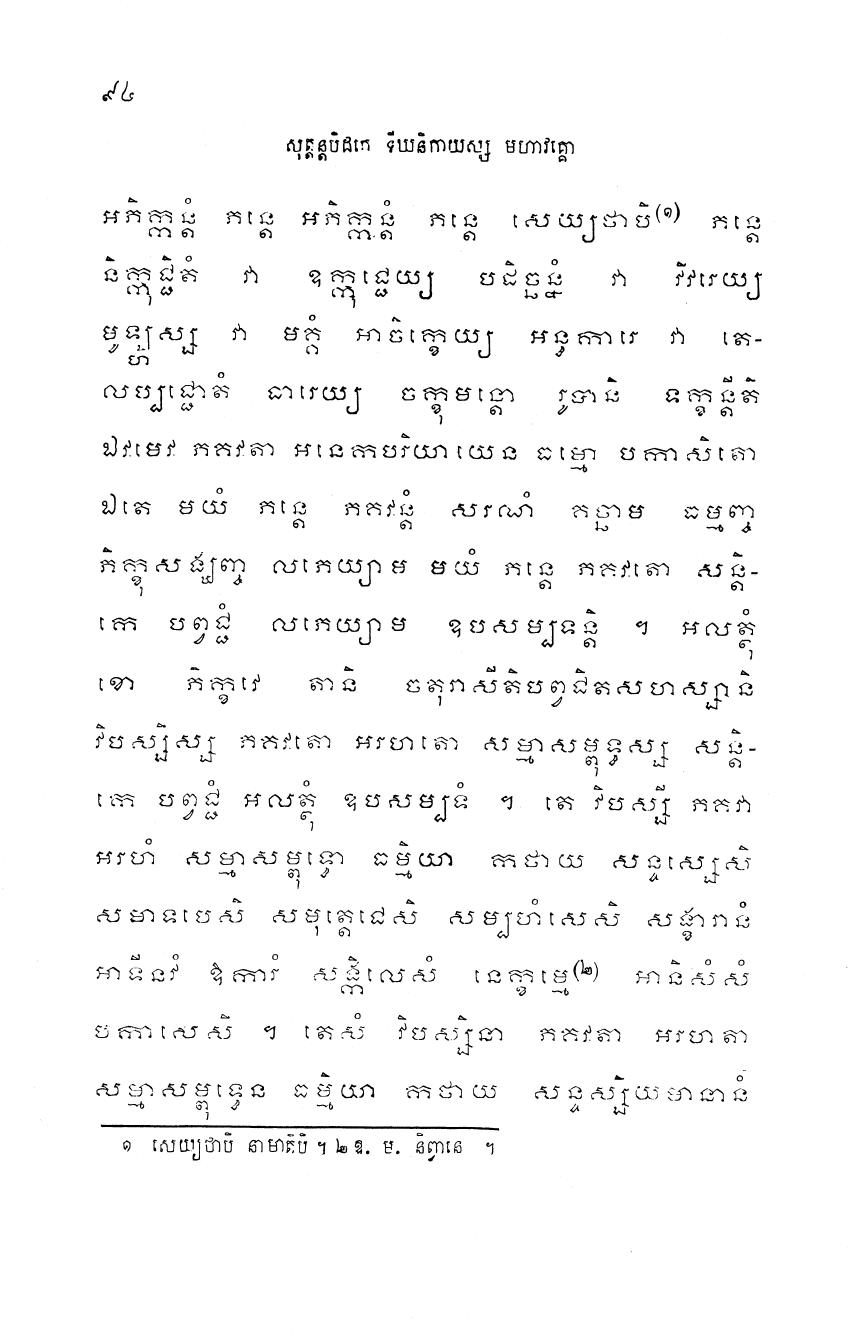 ៩៤
សុត្តន្តបិដកេ ទីឃនិកាយស្ស មហាវគ្គោ
អភិក្កន្តំ ភន្តេ អភិក្កន្តំ ភន្តេ សេយ្យថាបិ(១) ភន្តេ
និក្កុជ្ជិតំ វា ឧក្កុជ្ជេយ្យ បដិច្ឆន្នំ វា វិវរេយ្យ
មូឡ្ហស្ស វា មគ្គំ អាចិក្ខេយ្យ អន្ធការេ វា តេ-
លប្បជ្ជោតំ ធារេយ្យ ចក្ខុមន្តោ រូបានិ ទក្ខន្តីតិ
ឯវមេវ ភគវតា អនេកបរិយាយេន ធម្មោ បកាសិតោ
ឯតេ មយំ ភន្តេ ភគវន្តំ សរណំ គច្ឆាម ធម្មញ្ច
ភិក្ខុសង្ឃញ្ច លភេយ្យាម មយំ ភន្តេ ភគវតោ សន្តិ-
កេ បព្វជ្ជំ លភេយ្យាម ឧបសម្បទន្តិ ។ អលត្ថុំ
ខោ ភិក្ខវេ តានិ ចតុរាសីតិបព្វជិតសហស្សានិ
វិបស្សិស្ស ភគវតោ អរហតោ សម្មាសម្ពុទ្ធស្ស សន្តិ-
កេ បព្វជ្ជំ អលត្ថុំ ឧបសម្បទំ ។ តេ វិបស្សី ភគវា
អរហំ សម្មាសម្ពុទ្ធោ ធម្មិយា កថាយ សន្ទស្សេសិ
សមាទបេសិ សមុត្តេជេសិ សម្បហំសេសិ សង្ខារានំ
អាទីនវំ ឱការំ សង្កិលេសំ នេក្ខម្មេ(២) អានិសំសំ
បកាសេសិ ។ តេសំ វិបស្សិនា ភគវតា អរហតា
សម្មាសម្ពុទ្ធេន ធម្មិយា កថាយ សន្ទស្សិយមានានំ
១ សេយ្យថាបិ នាមាតិបិ ។ ២ ឱ. ម. និព្វានេ ។